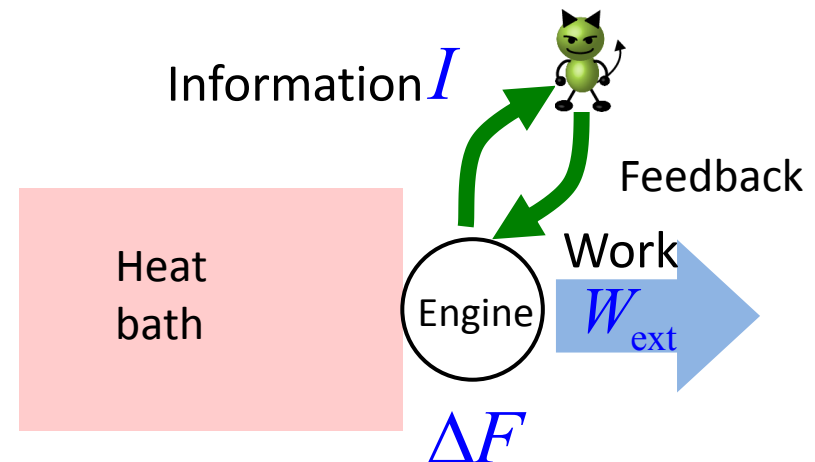 Information I
Feedback
Heat
bath
Engine
Work
W_ext
ΔF